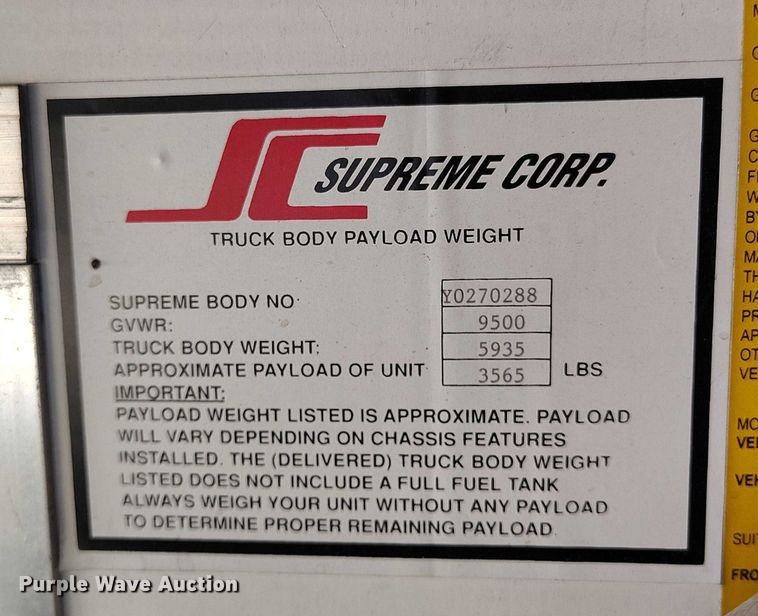 SUPREME CORP.
TRUCK BODY PAYLOAD WEIGHT
SUPREME BODY NO Y0270288
GVWR: 9500
TRUCK BODY WEIGHT: 5935
APPROXIMATE PAYLOAD OF UNIT 3565 LBS
IMPORTANT:
PAYLOAD WEIGHT LISTED IS APPROXIMATE. PAYLOAD
WILL VARY DEPENDING ON CHASSIS FEATURES
INSTALLED. THE (DELIVERED) TRUCK BODY WEIGHT
LISTED DOES NOT INCLUDE A FULL FUEL TANK
ALWAYS WEIGH YOUR UNIT WITHOUT ANY PAYLOAD
TO DETERMINE PROPER REMAINING PAYLOAD.
Purple Wave Auction